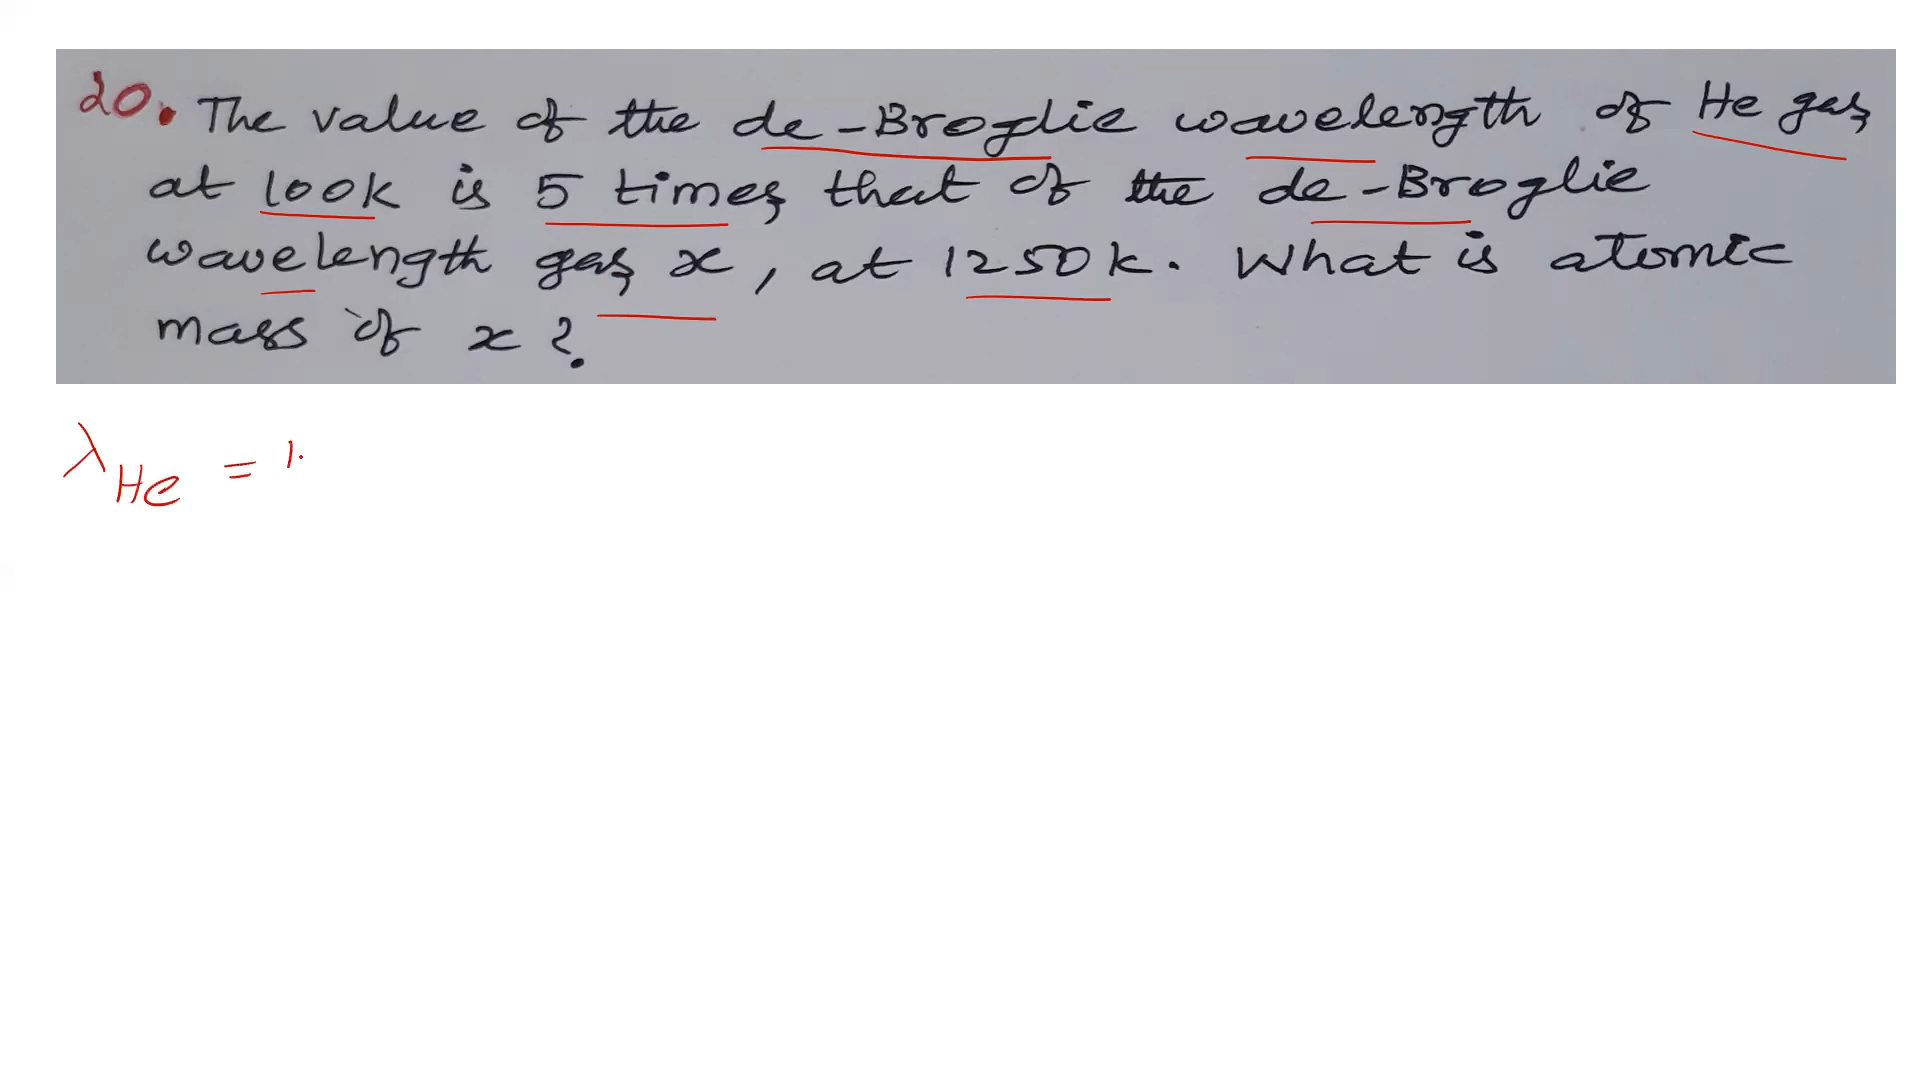 20. The value of the de-Broglie wavelength of He gas
at 100k is 5 times that of the de-Broglie
wavelength gas x, at 1250k. What is atomic
mass of x?
λHe =